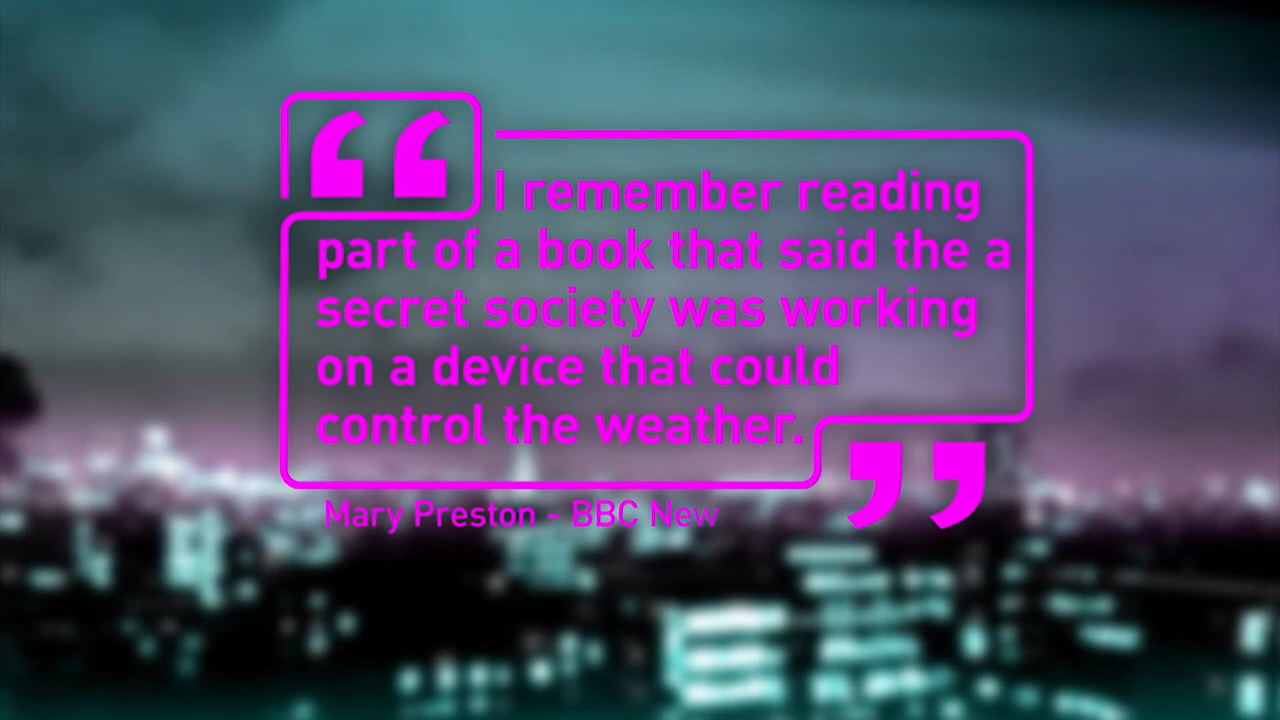 I remember reading
part of a book that said the a
secret society was working
on a device that could
control the weather.
Mary Preston - BBC New